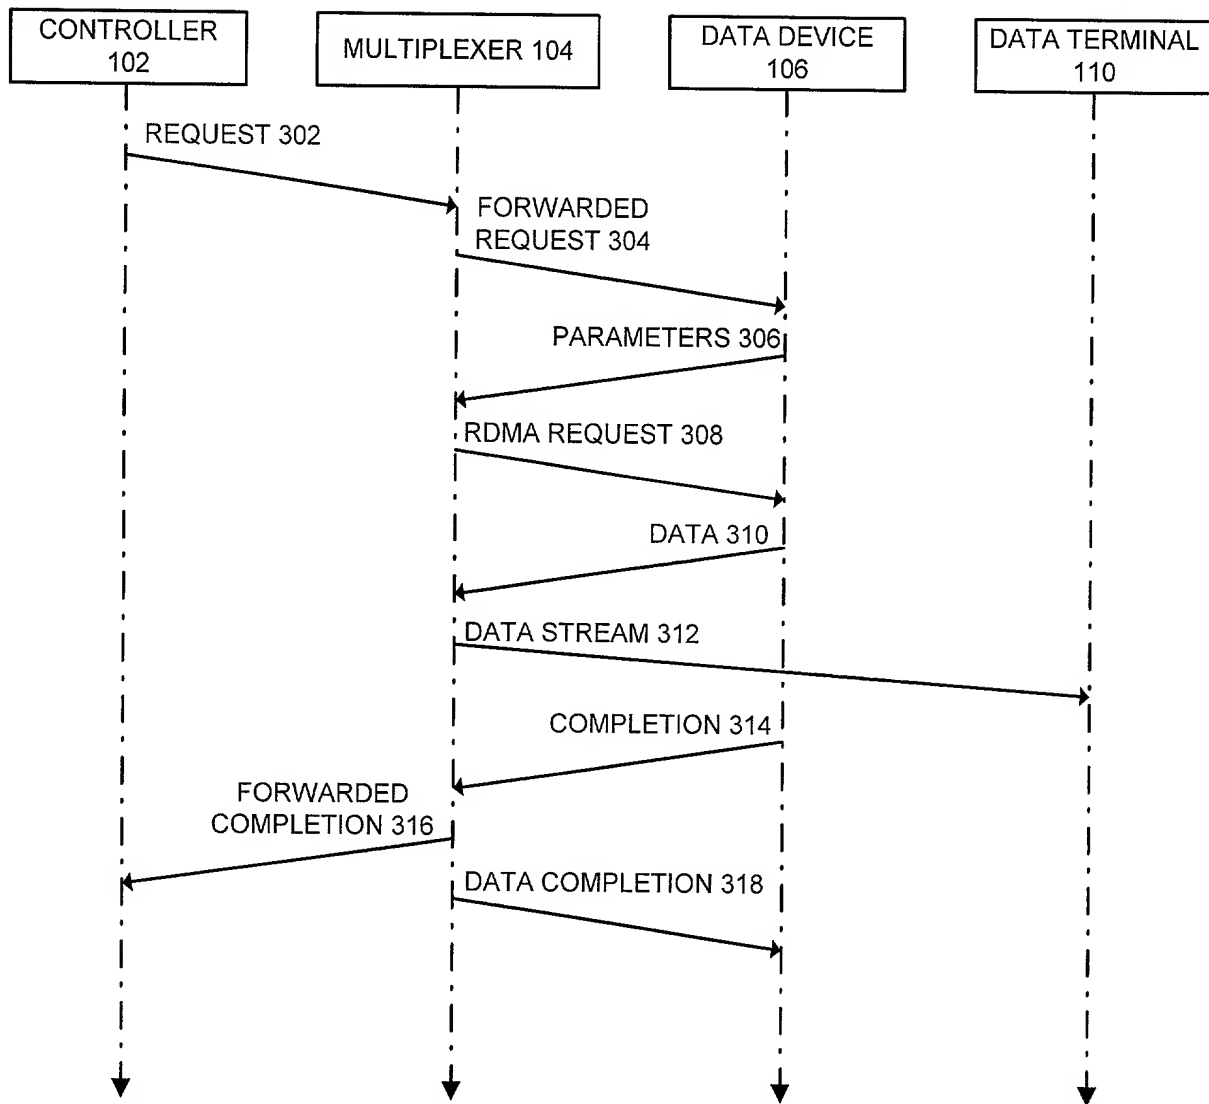 CONTROLLER
102
MULTIPLEXER 104
DATA DEVICE
106
DATA TERMINAL
110
REQUEST 302
FORWARDED
REQUEST 304
PARAMETERS 306
RDMA REQUEST 308
DATA 310
DATA STREAM 312
COMPLETION 314
FORWARDED
COMPLETION 316
DATA COMPLETION 318